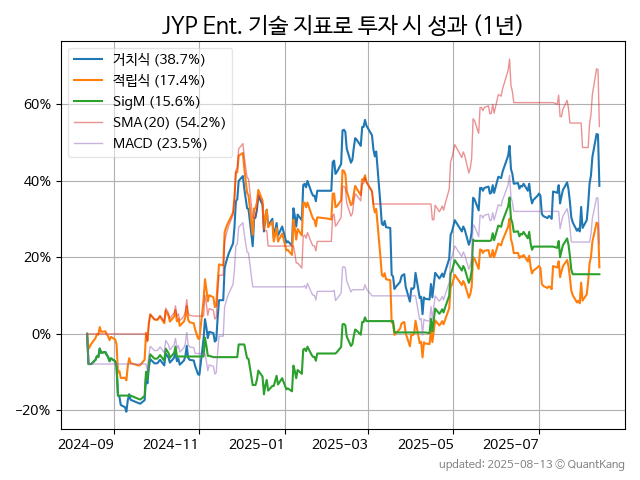 JYP Ent. 기술 지표로 투자 시 성과 (1년)
거치식 (38.7%)
적립식 (17.4%)
SigM (15.6%)
SMA(20) (54.2%)
MACD (23.5%)
60%
40%
20%
0%
−20%
2024-09 2024-11 2025-01 2025-03 2025-05 2025-07
updated: 2025-08-13 ⓒ QuantKang